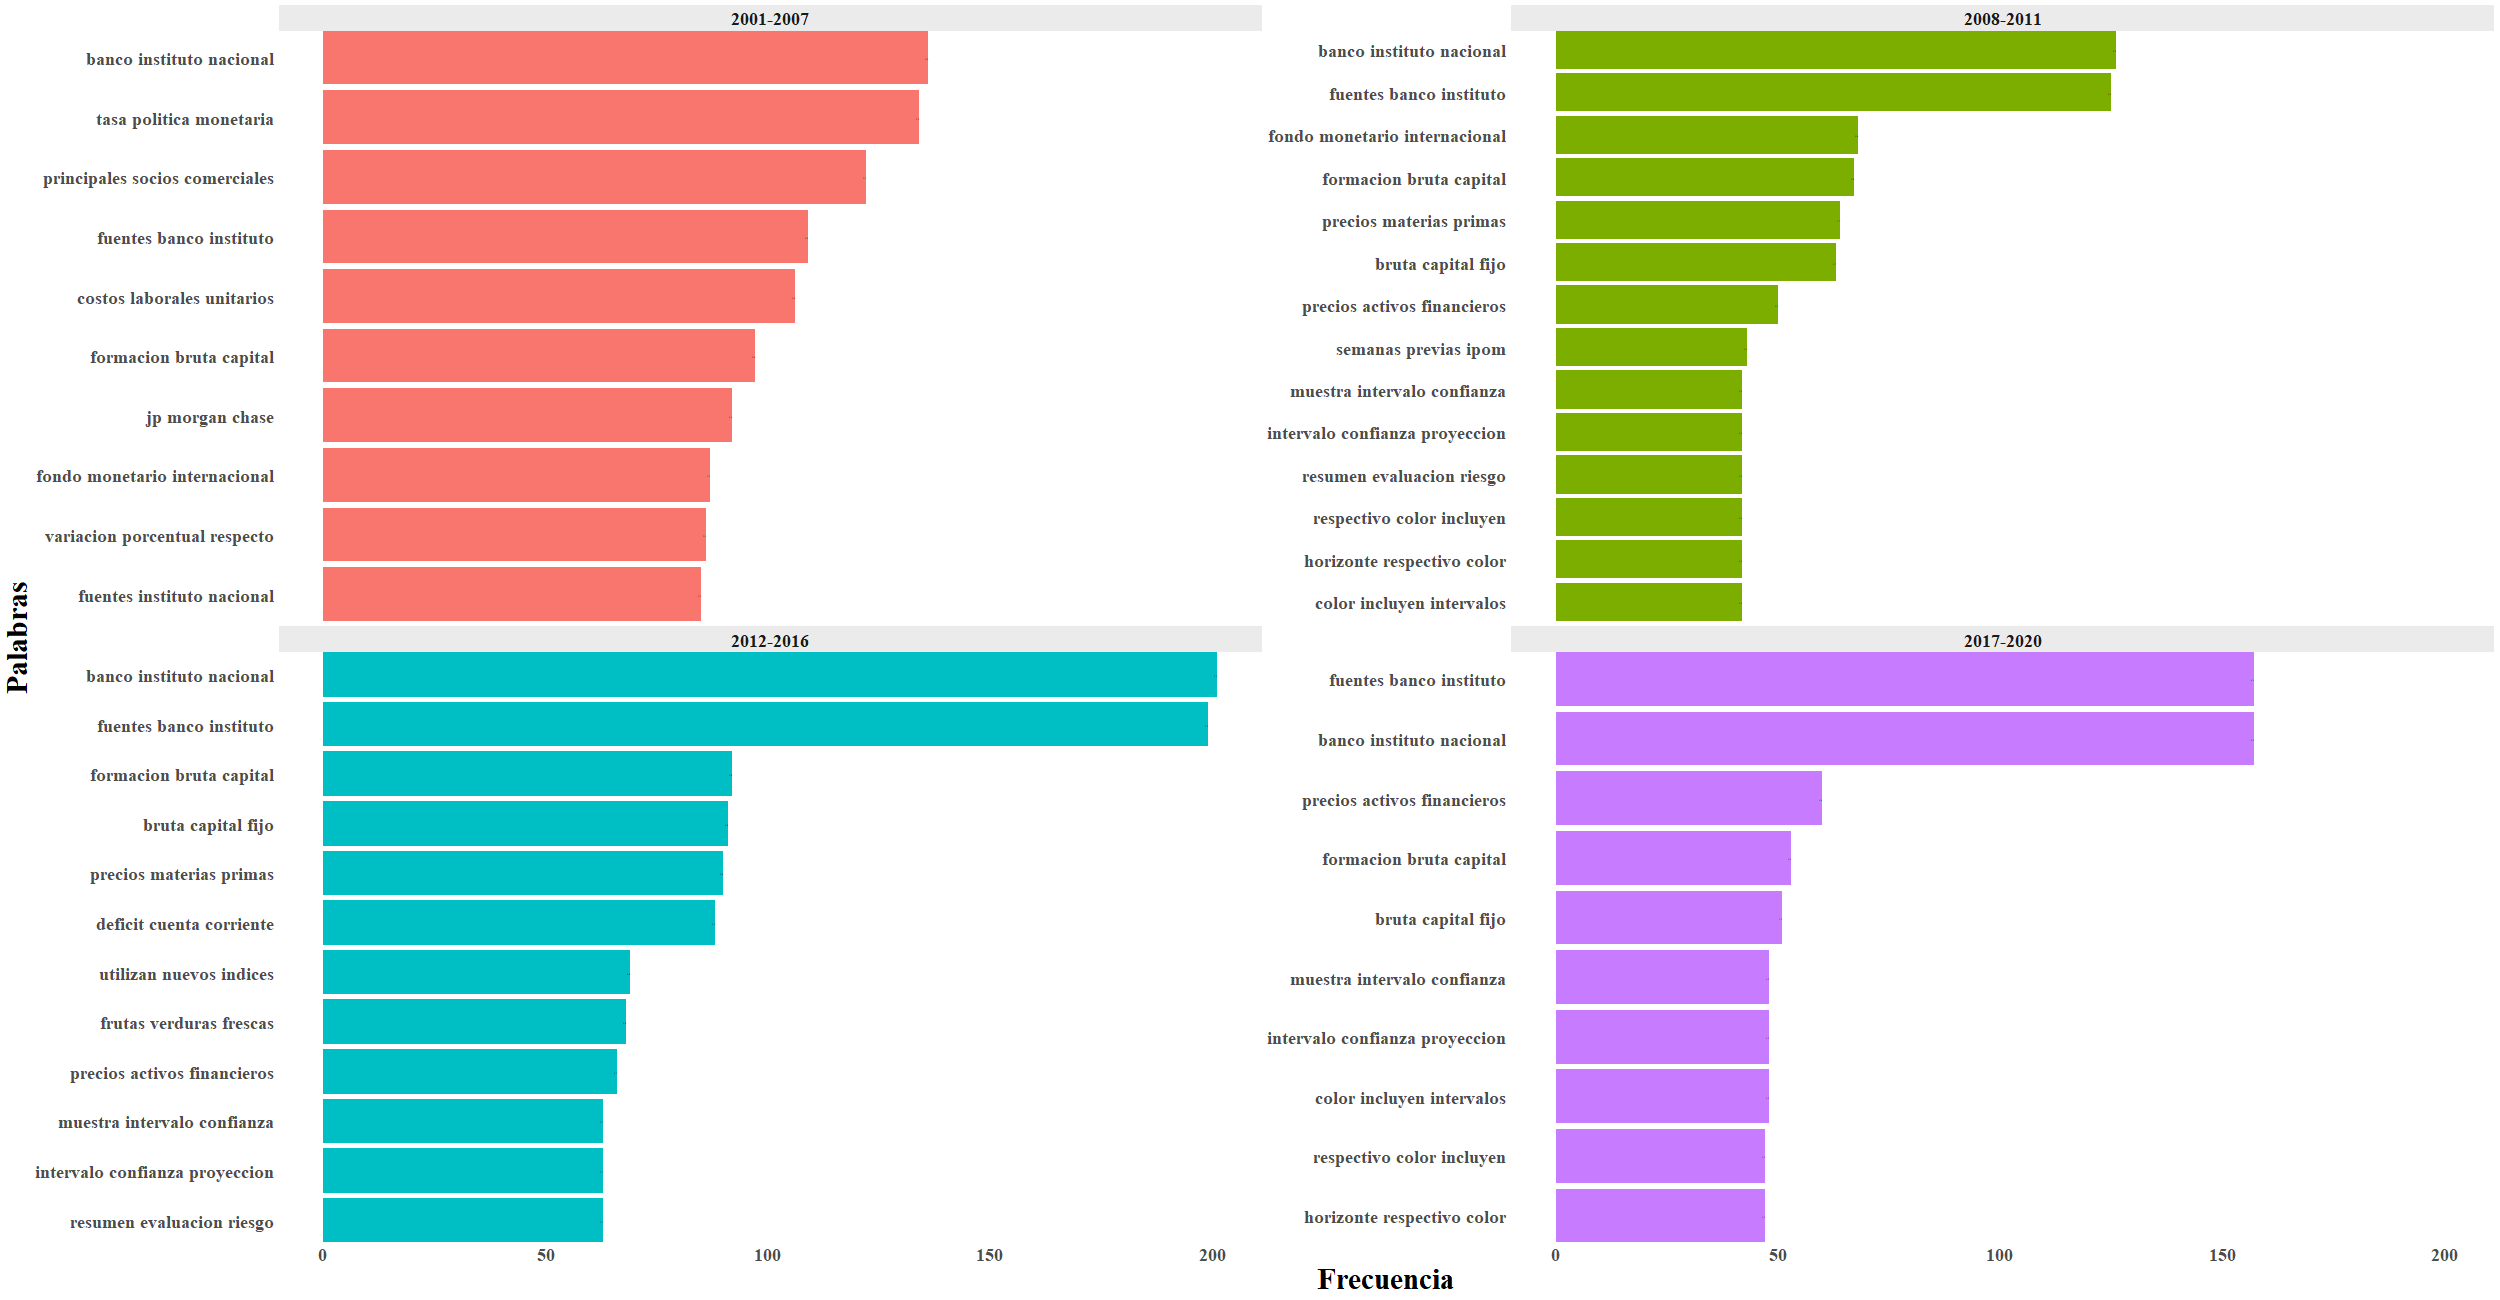 2001-2007
banco instituto nacional
tasa politica monetaria
principales socios comerciales
fuentes banco instituto
costos laborales unitarios
formacion bruta capital
jp morgan chase
fondo monetario internacional
variacion porcentual respecto
fuentes instituto nacional
2008-2011
banco instituto nacional
fuentes banco instituto
fondo monetario internacional
formacion bruta capital
precios materias primas
bruta capital fijo
precios activos financieros
semanas previas ipom
muestra intervalo confianza
intervalo confianza proyeccion
resumen evaluacion riesgo
respectivo color incluyen
horizonte respectivo color
color incluyen intervalos
Palabras
2012-2016
banco instituto nacional
fuentes banco instituto
formacion bruta capital
bruta capital fijo
precios materias primas
deficit cuenta corriente
utilizan nuevos indices
frutas verduras frescas
precios activos financieros
muestra intervalo confianza
intervalo confianza proyeccion
resumen evaluacion riesgo
0 50 100 150 200
2017-2020
fuentes banco instituto
banco instituto nacional
precios activos financieros
formacion bruta capital
bruta capital fijo
muestra intervalo confianza
intervalo confianza proyeccion
color incluyen intervalos
respectivo color incluyen
horizonte respectivo color
0 50 100 150 200
Frecuencia